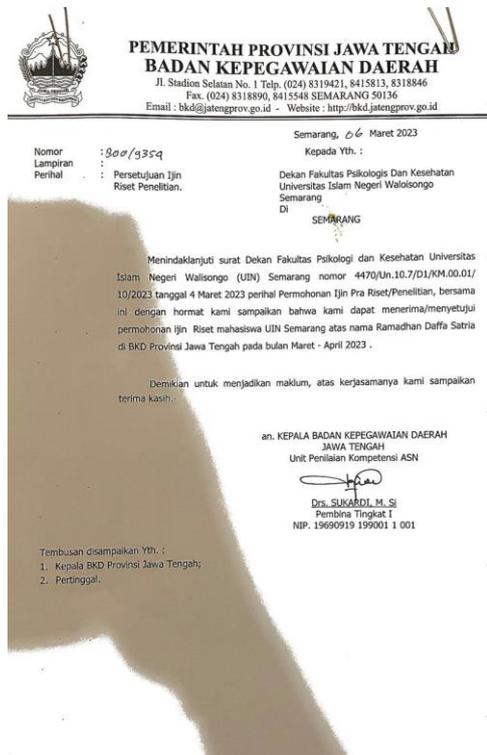 PEMERINTAH PROVINSI JAWA TENGAH
BADAN KEPEGAWAIAN DAERAH
Jl. Stadion Selatan No. 1 Telp. (024) 8319421, 8415813, 8318846
Fax. (024) 8318890, 8415548 SEMARANG 50136
Email : bkd@jatengprov.go.id - Website : http://bkd.jatengprov.go.id
Semarang, 06 Maret 2023
Nomor : 800/9359
Lampiran :
Perihal : Persetujuan Ijin
Riset Penelitian.
Kepada Yth. :
Dekan Fakultas Psikologis Dan Kesehatan
Universitas Islam Negeri Waloisongo
Semarang
Di
SEMARANG
Menindaklanjuti surat Dekan Fakultas Psikologi dan Kesehatan Universitas
Islam Negeri Walisongo (UIN) Semarang nomor 4470/Un.10.7/D1/KM.00.01/
10/2023 tanggal 4 Maret 2023 perihal Permohonan Ijin Pra Riset/Penelitian, bersama
ini dengan hormat kami sampaikan bahwa kami dapat menerima/menyetujui
permohonan ijin Riset mahasiswa UIN Semarang atas nama Ramadhan Daffa Satria
di BKD Provinsi Jawa Tengah pada bulan Maret - April 2023 .
Demikian untuk menjadikan maklum, atas kerjasamanya kami sampaikan
terima kasih.-
an. KEPALA BADAN KEPEGAWAIAN DAERAH
JAWA TENGAH
Unit Penilaian Kompetensi ASN
Drs. SUKARDI, M. Si
Pembina Tingkat I
NIP. 19690919 199001 1 001
Tembusan disampaikan Yth. :
1. Kepala BKD Provinsi Jawa Tengah;
2. Pertinggal.